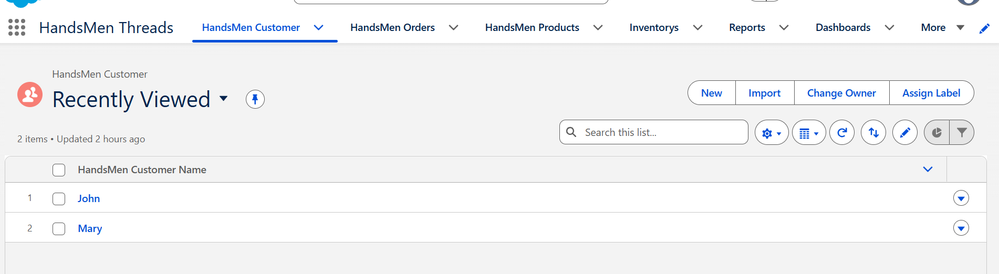 HandsMen Threads
HandsMen Customer
HandsMen Orders
HandsMen Products
Inventorys
Reports
Dashboards
More
HandsMen Customer
Recently Viewed
New
Import
Change Owner
Assign Label
2 items • Updated 2 hours ago
Search this list...
HandsMen Customer Name
1 John
2 Mary